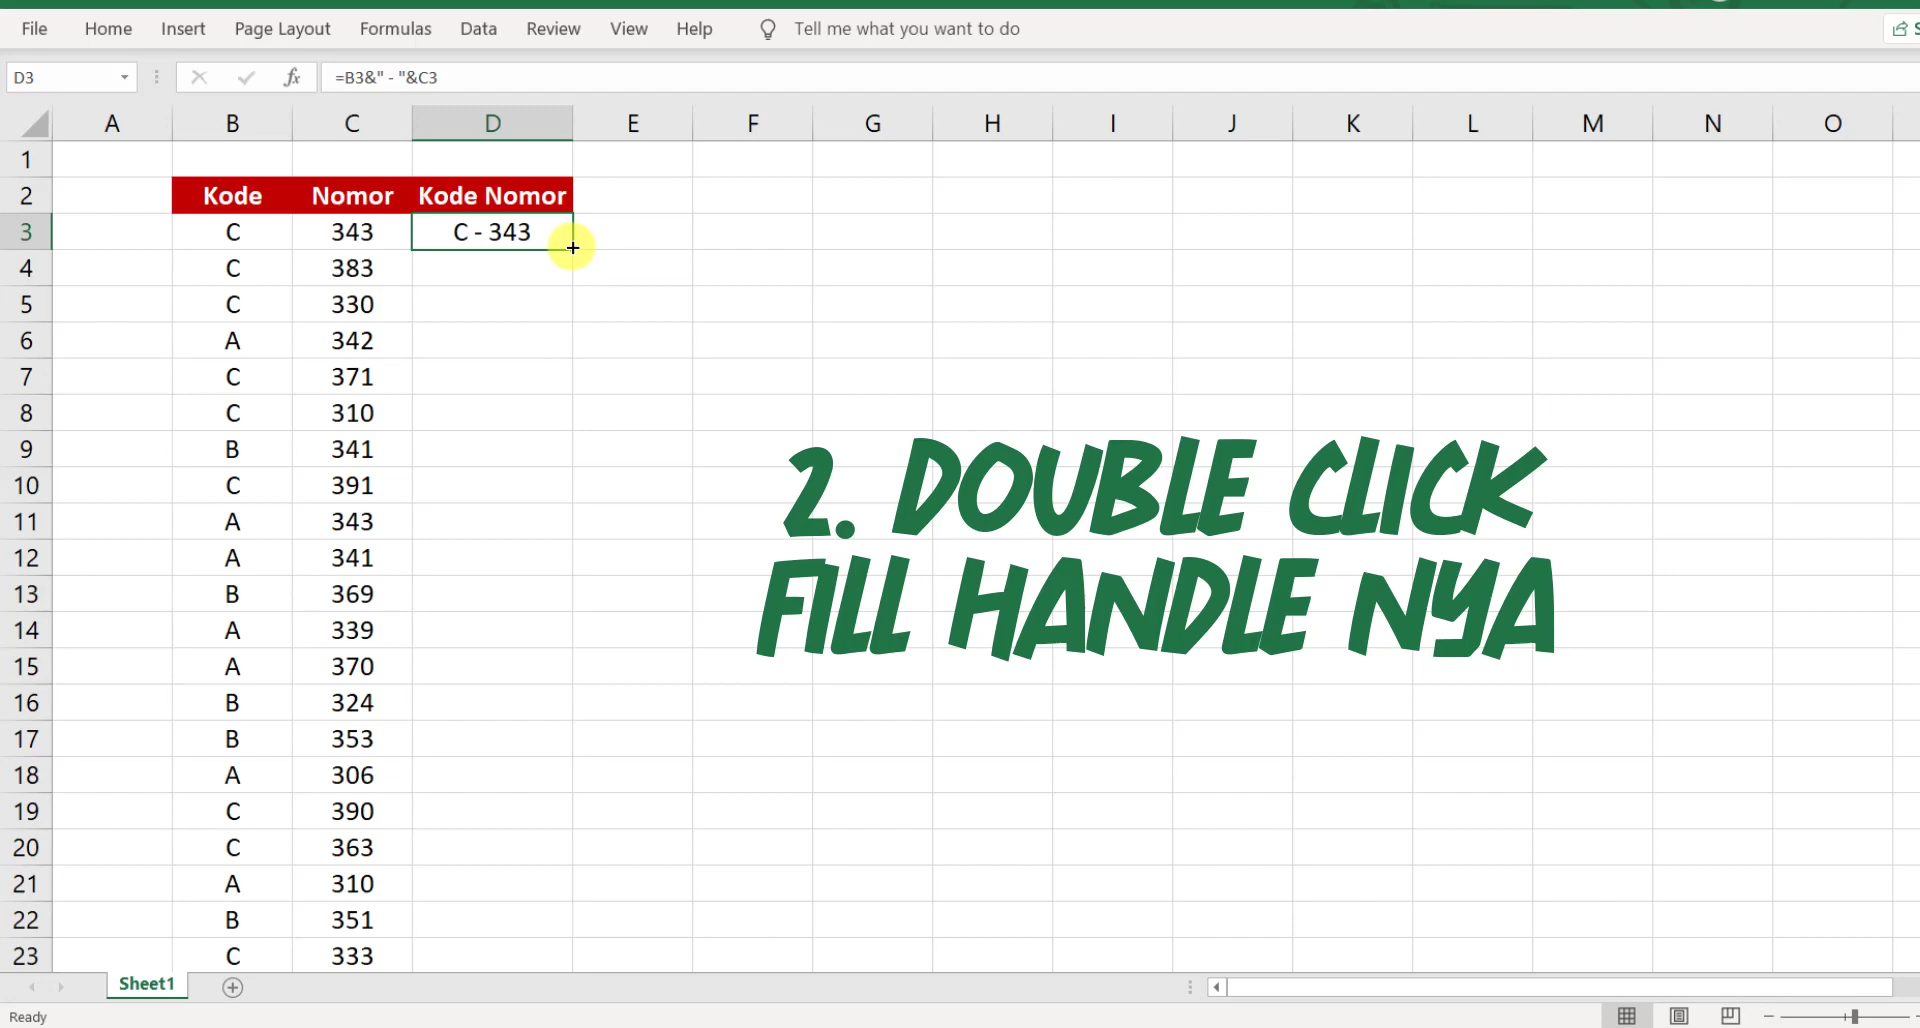 File Home Insert Page Layout Formulas Data Review View Help Tell me what you want to do
D3 fx =B3&" - "&C3
A B C D E F G H I J K L M N O
1
2 Kode Nomor Kode Nomor
3 C 343 C - 343
4 C 383
5 C 330
6 A 342
7 C 371
8 C 310
9 B 341
10 C 391
11 A 343
12 A 341
13 B 369
14 A 339
15 A 370
16 B 324
17 B 353
18 A 306
19 C 390
20 C 363
21 A 310
22 B 351
23 C 333
2. DOUBLE CLICK
FILL HANDLE NYA
Sheet1
Ready